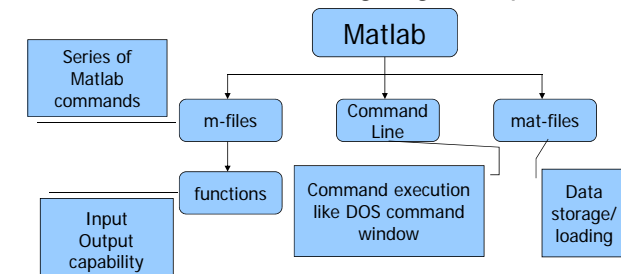 Matlab
Series of
Matlab
commands
m-files
Command
Line
mat-files
functions
Command execution
like DOS command
window
Data
storage/
loading
Input
Output
capability